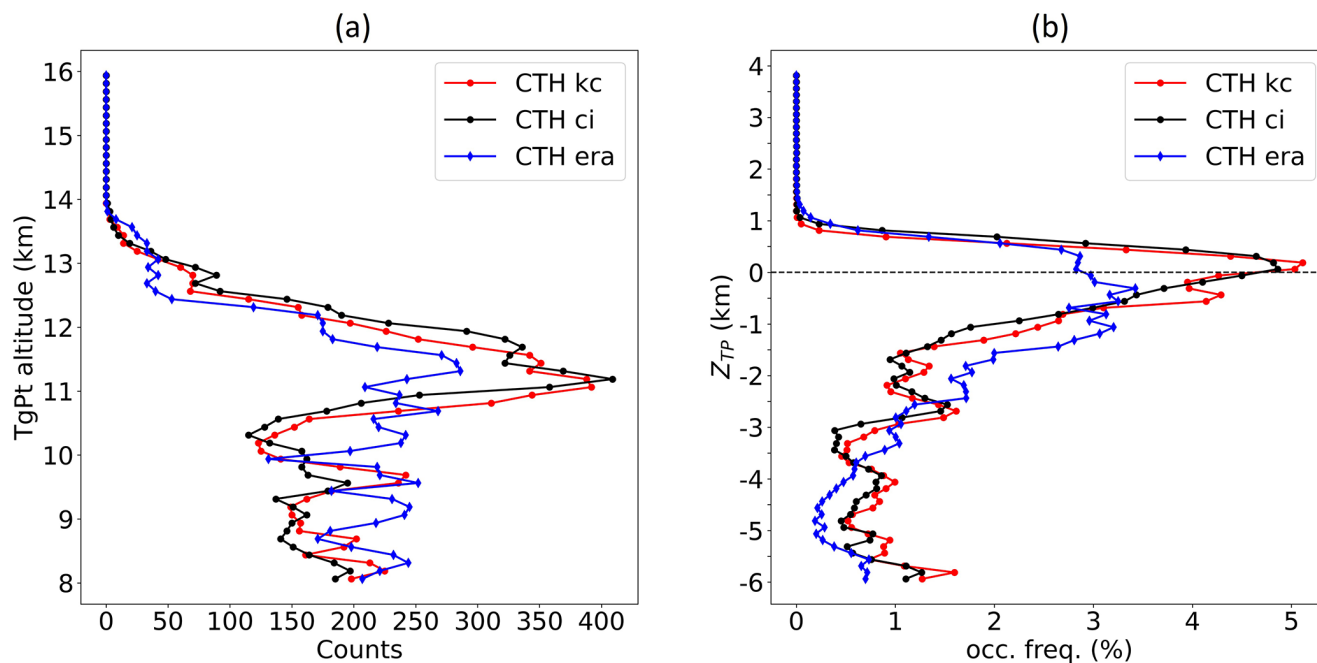 (a)
16
15
14
13
12
11
10
9
8
TgPt altitude (km)
0 50 100 150 200 250 300 350 400
Counts
CTH kc
CTH ci
CTH era
(b)
4
3
2
1
0
-1
-2
-3
-4
-5
-6
Z_TP (km)
0 1 2 3 4 5
occ. freq. (%)
CTH kc
CTH ci
CTH era